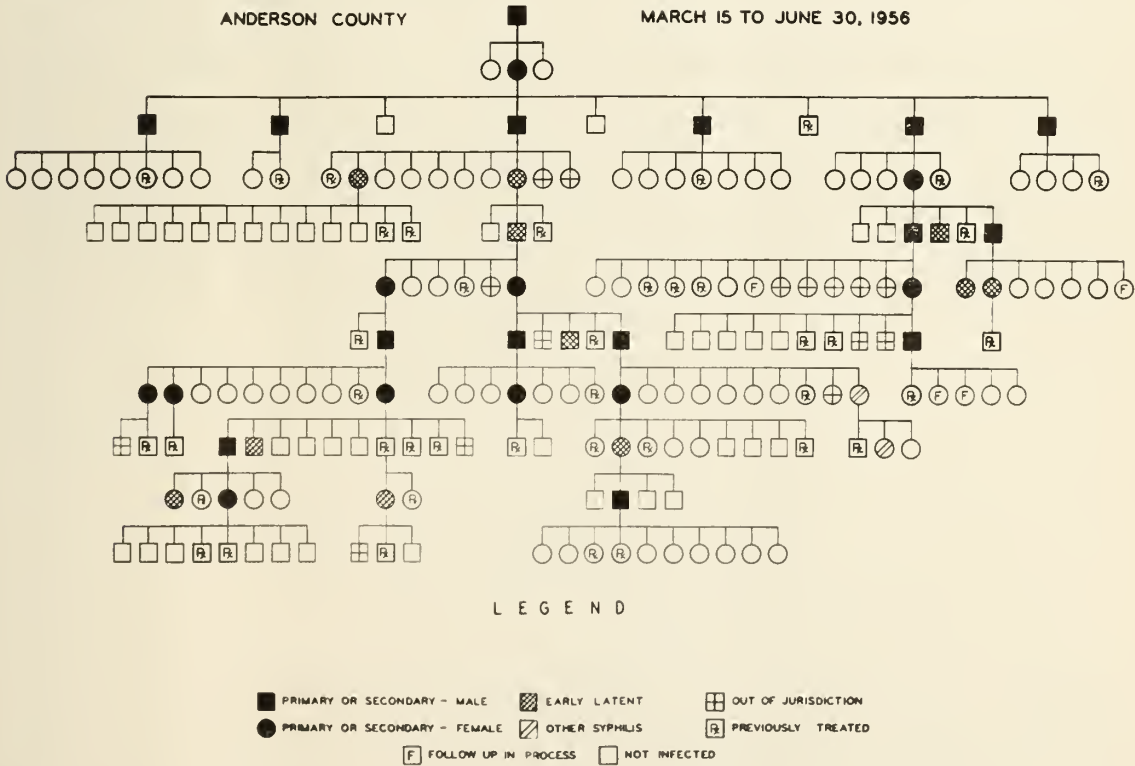 ANDERSON COUNTY MARCH 15 TO JUNE 30, 1956
℞
℞ ℞ ℞ ℞ ℞
℞ ℞ ℞ ℞
℞ ℞ ℞ ℞ F F
℞ ℞ ℞ ℞ ℞
℞ ℞ ℞ ℞ F F
℞ ℞ ℞ ℞ ℞ ℞ ℞ ℞ ℞ ℞ ℞
℞ ℞
℞ ℞ ℞ ℞ ℞
LEGEND
PRIMARY OR SECONDARY - MALE EARLY LATENT OUT OF JURISDICTION
PRIMARY OR SECONDARY - FEMALE OTHER SYPHILIS ℞ PREVIOUSLY TREATED
F FOLLOW UP IN PROCESS NOT INFECTED